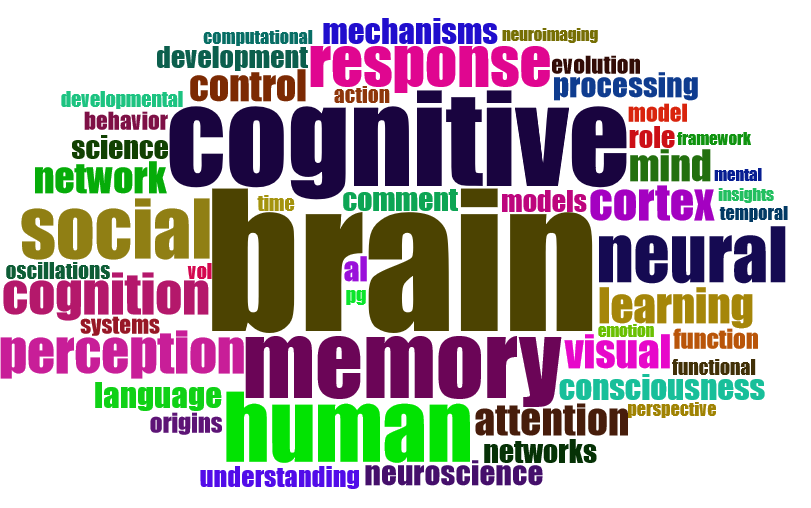 mechanisms
neuroimaging
computational
development
response
evolution
control
processing
developmental
action
cognitive
model
behavior
role
framework
science
mind
mental
network
time
comment
models
cortex
insights
temporal
social
brain
neural
oscillations
vol
al
cognition
pg
learning
systems
emotion
function
perception
memory
visual
functional
language
consciousness
perspective
origins
human
attention
networks
understanding
neuroscience